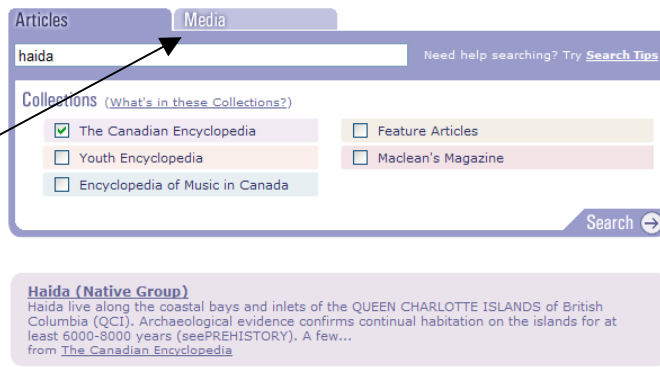 Articles Media
haida Need help searching? Try Search Tips
Collections (What's in these Collections?)
The Canadian Encyclopedia Feature Articles
Youth Encyclopedia Maclean's Magazine
Encyclopedia of Music in Canada
Search
Haida (Native Group)
Haida live along the coastal bays and inlets of the QUEEN CHARLOTTE ISLANDS of British
Columbia (QCI). Archaeological evidence confirms continual habitation on the islands for at
least 6000-8000 years (seePREHISTORY). A few...
from The Canadian Encyclopedia